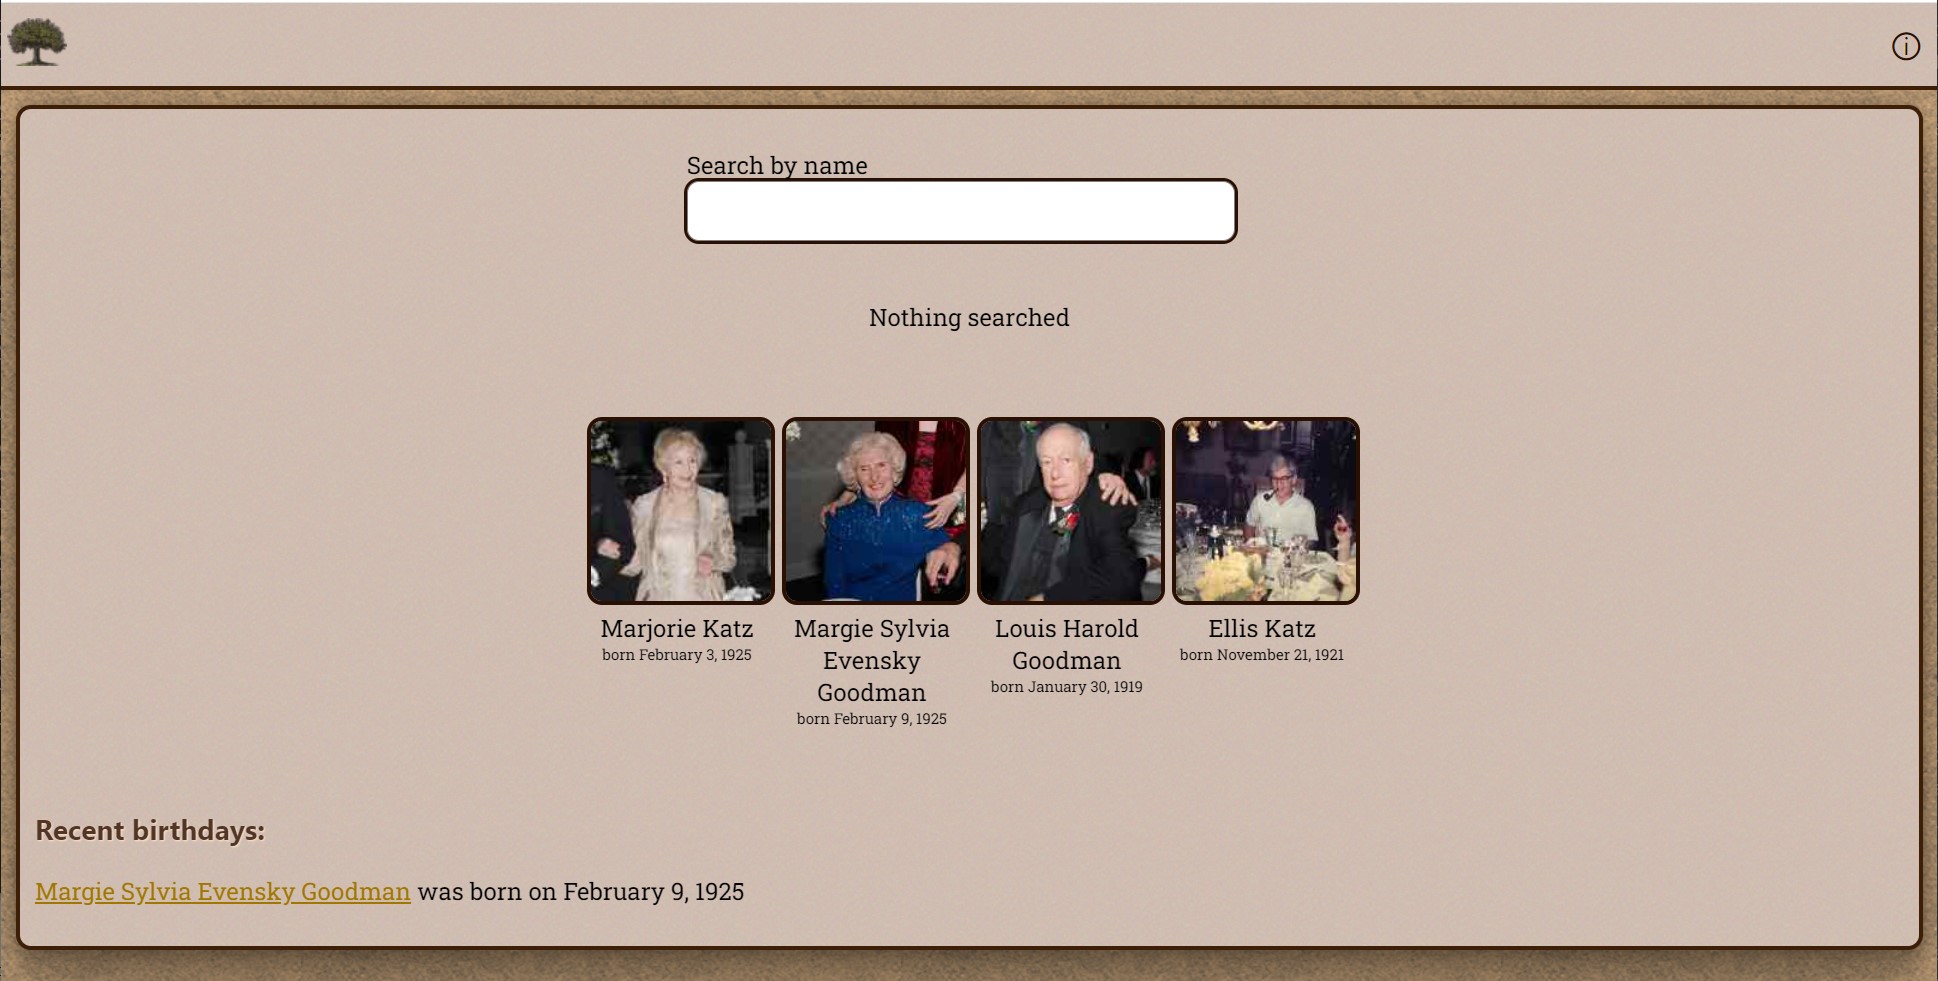 Search by name
Nothing searched
Marjorie Katz
born February 3, 1925
Margie Sylvia
Evensky
Goodman
born February 9, 1925
Louis Harold
Goodman
born January 30, 1919
Ellis Katz
born November 21, 1921
Recent birthdays:
Margie Sylvia Evensky Goodman was born on February 9, 1925